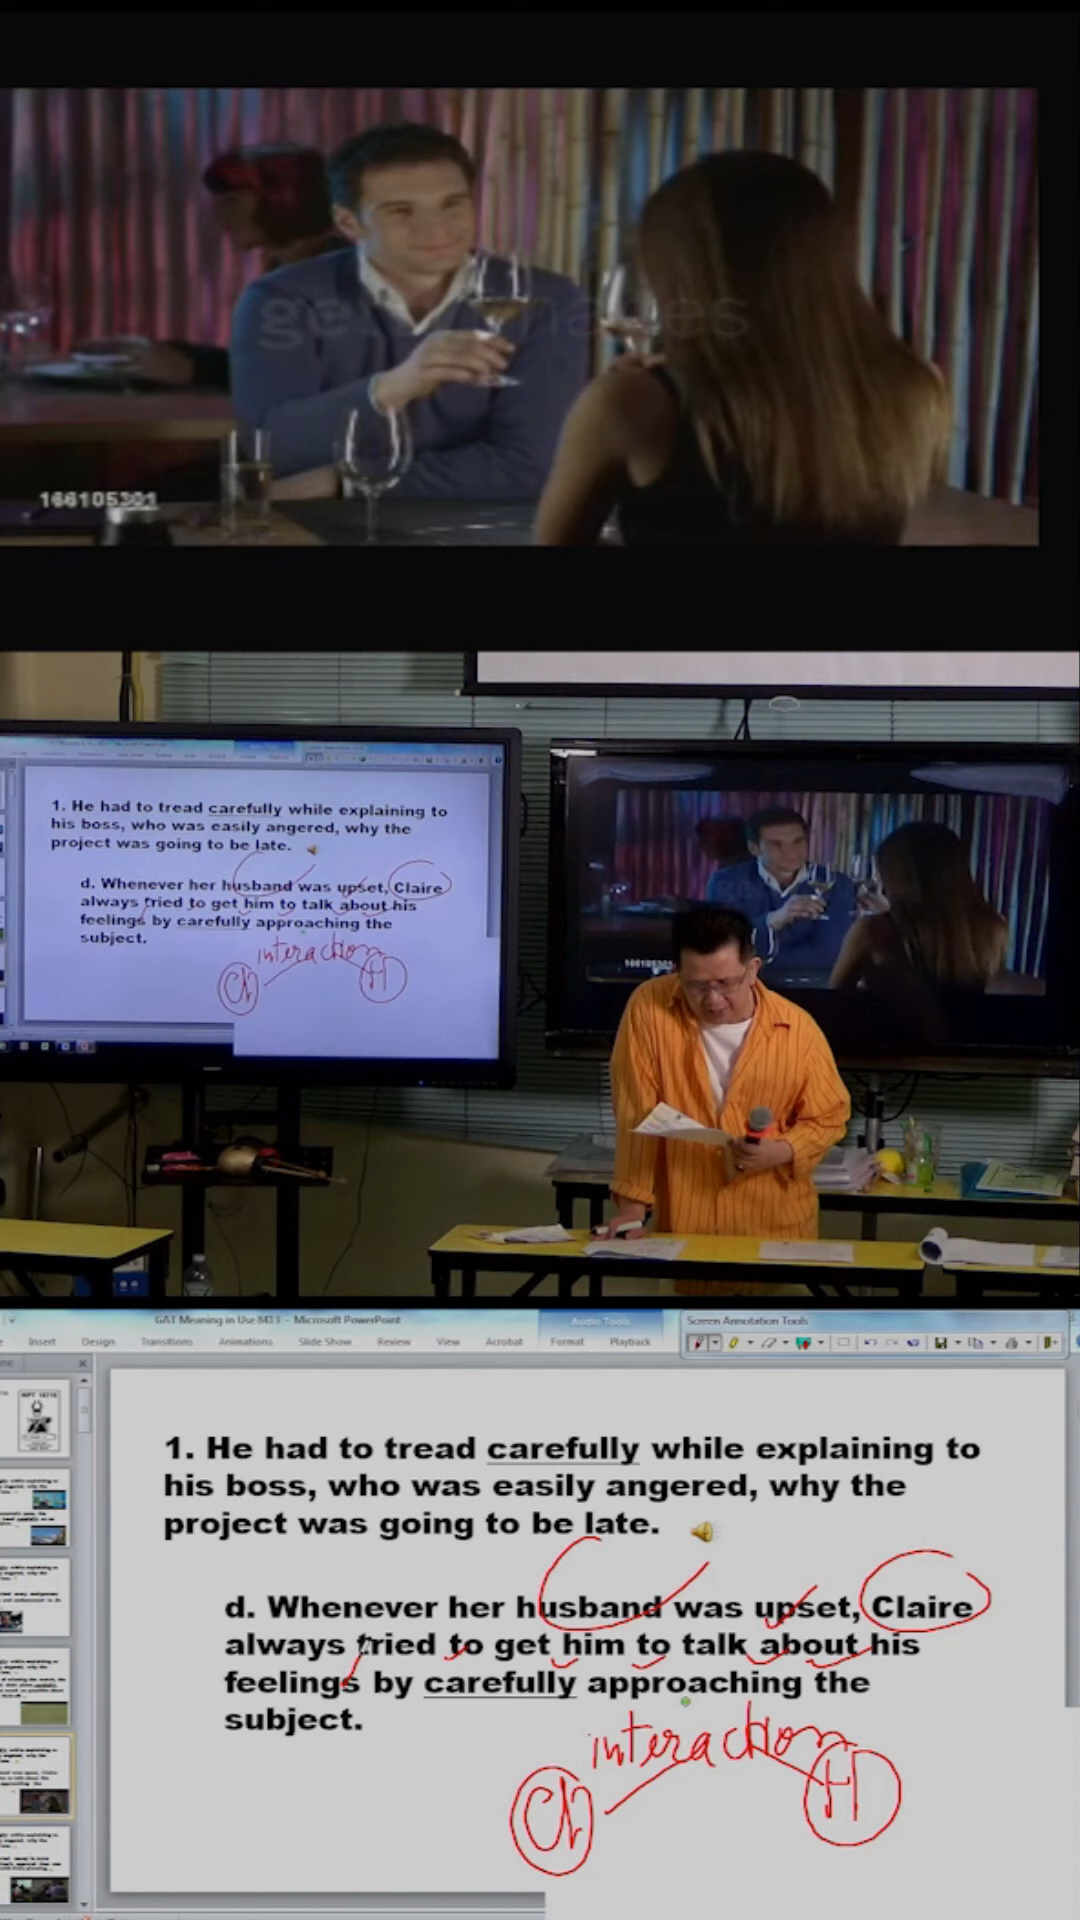 166105301
1. He had to tread carefully while explaining to
his boss, who was easily angered, why the
project was going to be late.
d. Whenever her husband was upset, Claire
always tried to get him to talk about his
feelings by carefully approaching the
subject.
interaction
H
GAT Meaning in Use 8413 - Microsoft PowerPoint
Audio Tools
Screen Annotation Tools
Insert Design Transitions Animations Slide Show Review View Acrobat Format Playback
1. He had to tread carefully while explaining to
his boss, who was easily angered, why the
project was going to be late.
d. Whenever her husband was upset, Claire
always tried to get him to talk about his
feelings by carefully approaching the
subject.
interaction
H